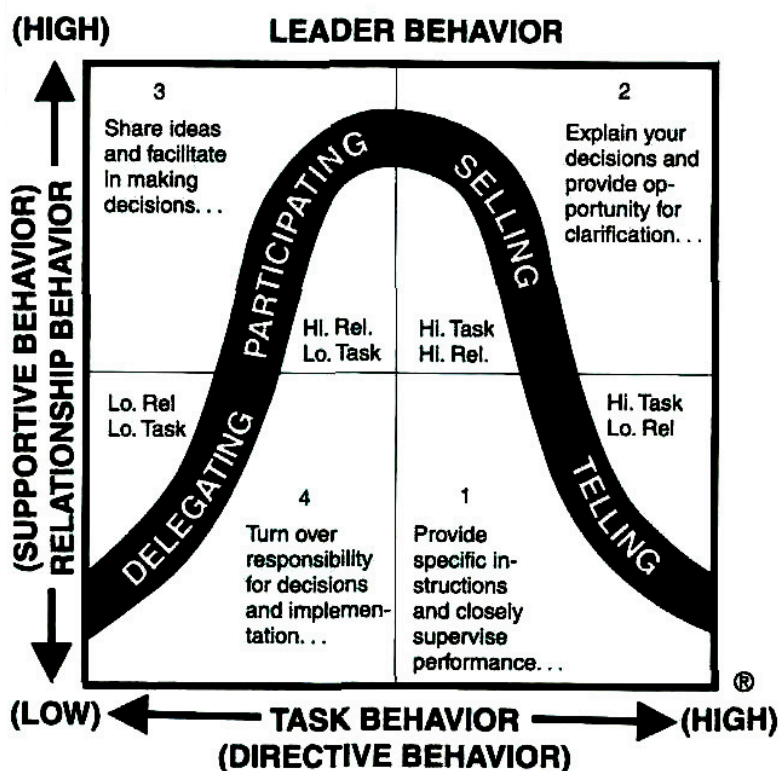 (HIGH)
LEADER BEHAVIOR
(SUPPORTIVE BEHAVIOR)
RELATIONSHIP BEHAVIOR
3
Share ideas
and facilitate
in making
decisions. . .
2
Explain your
decisions and
provide op-
portunity for
clarification. . .
PARTICIPATING
SELLING
Hi. Rel.
Lo. Task
Hi. Task
Hi. Rel.
Lo. Rel
Lo. Task
Hi. Task
Lo. Rel
DELEGATING
TELLING
4
Turn over
responsibility
for decisions
and implemen-
tation. . .
1
Provide
specific in-
structions
and closely
supervise
performance. . .
®
(LOW)
TASK BEHAVIOR
(HIGH)
(DIRECTIVE BEHAVIOR)